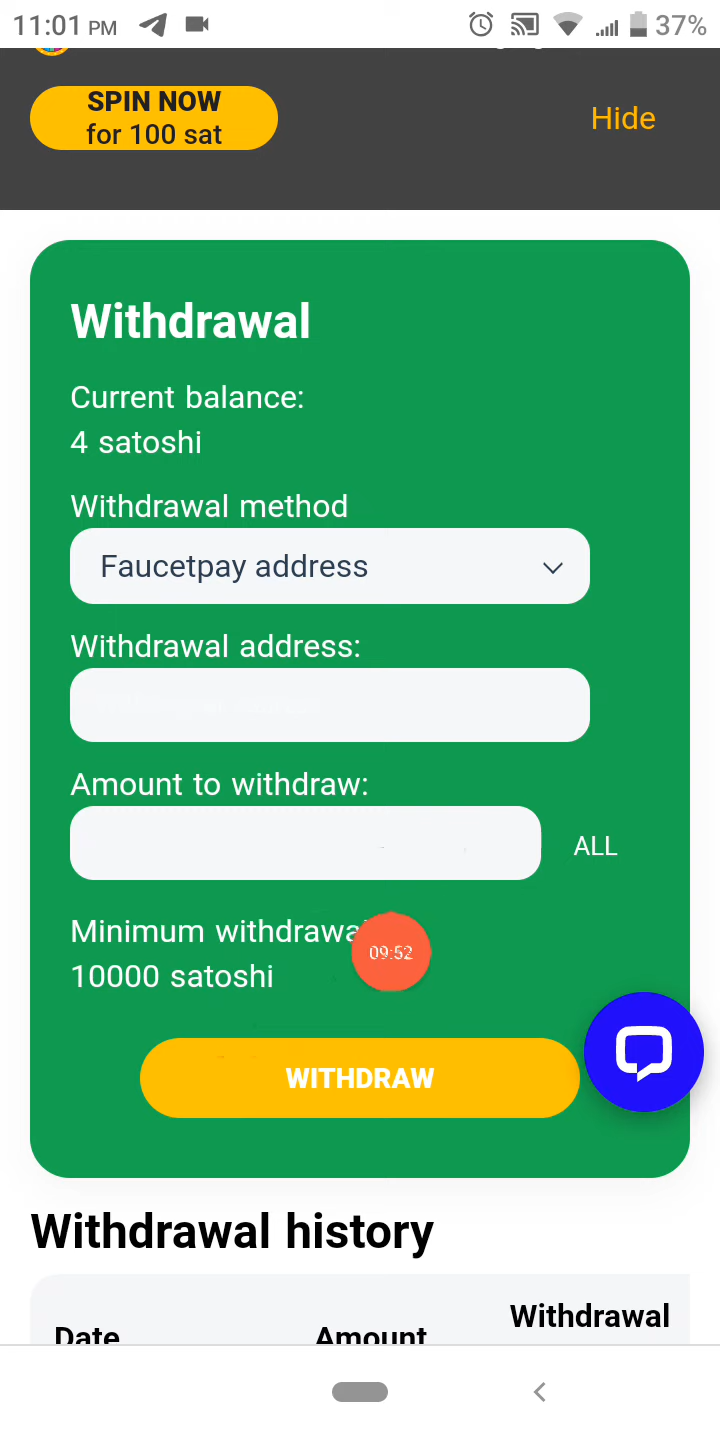 11:01 PM
37%
SPIN NOW
for 100 sat
Hide
Withdrawal
Current balance:
4 satoshi
Withdrawal method
Faucetpay address
Withdrawal address:
Amount to withdraw:
ALL
Minimum withdrawa
09:52
10000 satoshi
WITHDRAW
Withdrawal history
Withdrawal
Date
Amount